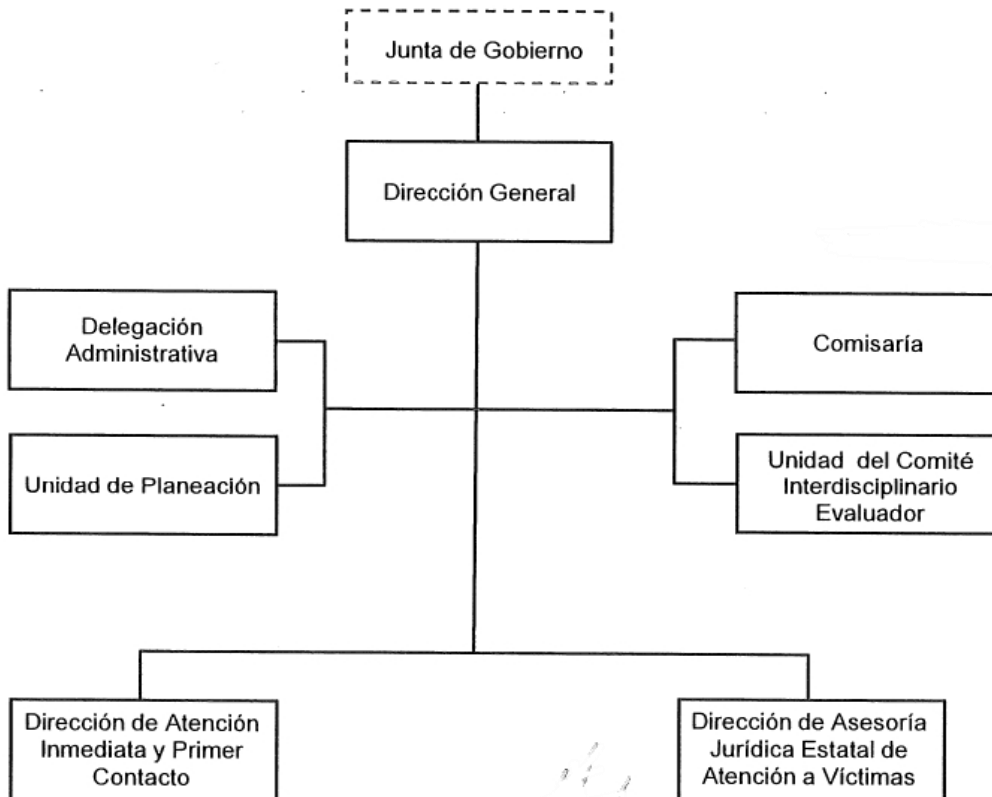 Junta de Gobierno
Dirección General
Delegación
Administrativa
Comisaría
Unidad de Planeación
Unidad del Comité
Interdisciplinario
Evaluador
Dirección de Atención
Inmediata y Primer
Contacto
Dirección de Asesoría
Jurídica Estatal de
Atención a Víctimas